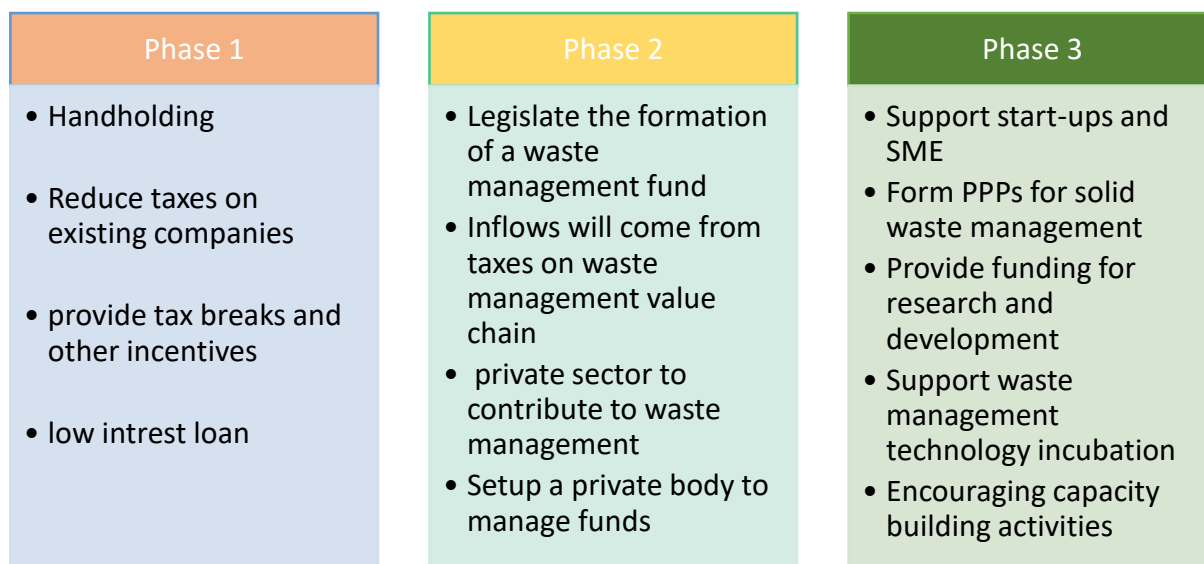 Phase 1
• Handholding
• Reduce taxes on
existing companies
• provide tax breaks and
other incentives
• low intrest loan
Phase 2
• Legislate the formation
of a waste
management fund
• Inflows will come from
taxes on waste
management value
chain
• private sector to
contribute to waste
management
• Setup a private body to
manage funds
Phase 3
• Support start-ups and
SME
• Form PPPs for solid
waste management
• Provide funding for
research and
development
• Support waste
management
technology incubation
• Encouraging capacity
building activities